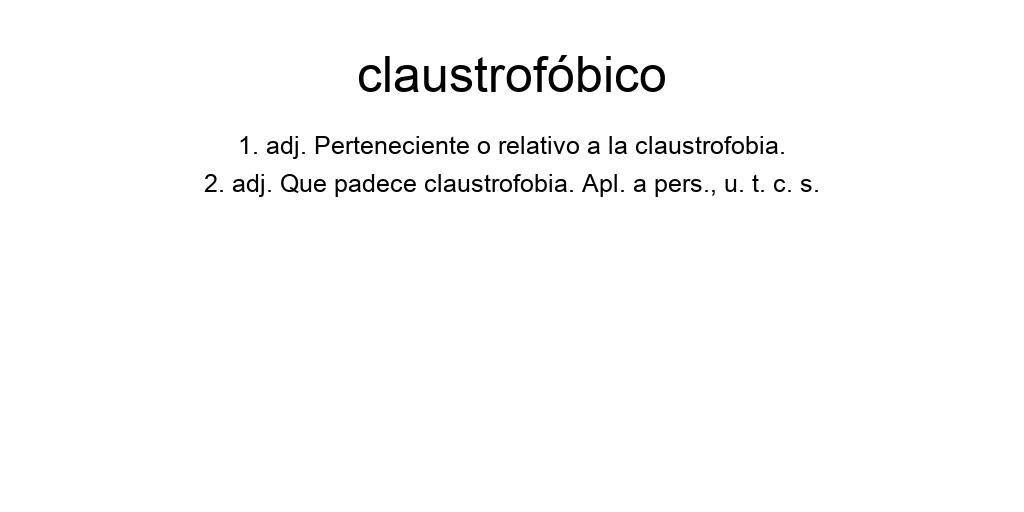 claustrofóbico
1. adj. Perteneciente o relativo a la claustrofobia.
2. adj. Que padece claustrofobia. Apl. a pers., u. t. c. s.